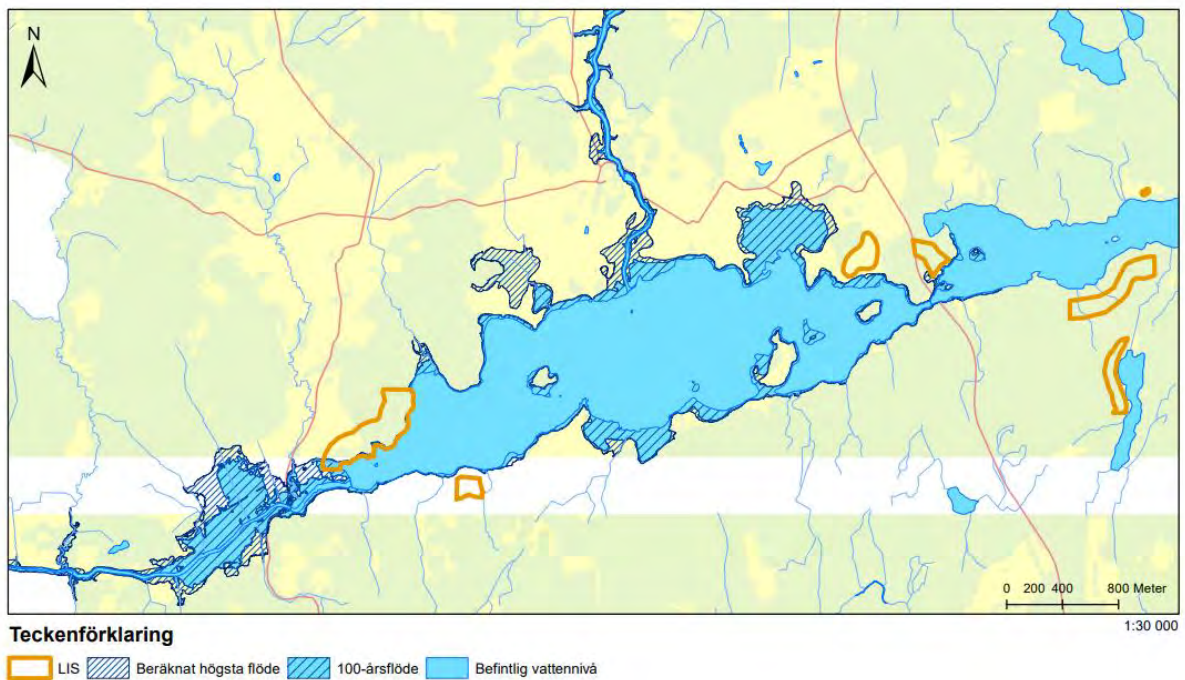 N
0 200 400 800 Meter
1:30 000
Teckenförklaring
LIS Beräknat högsta flöde 100-årsflöde Befintlig vattennivå